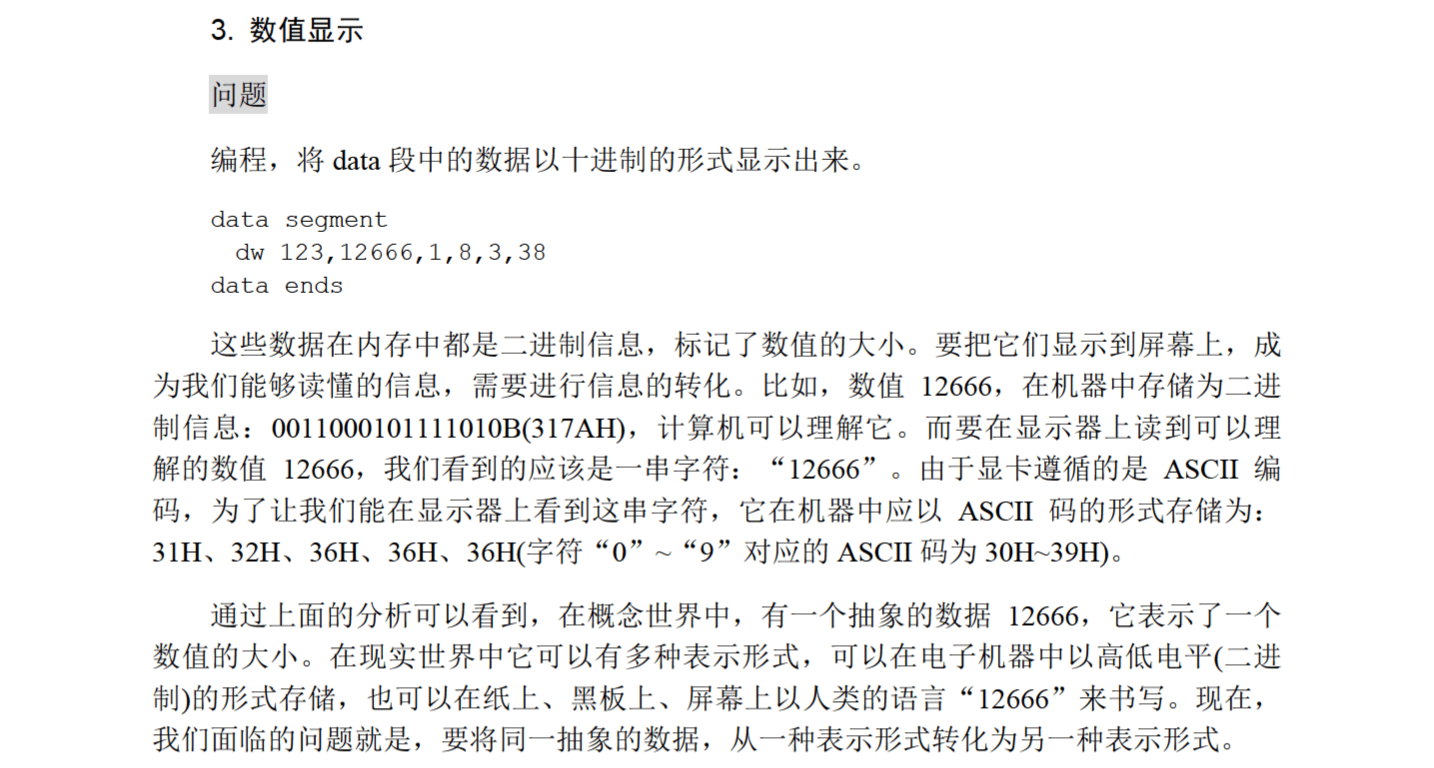 3. 数值显示
问题
编程，将 data 段中的数据以十进制的形式显示出来。
data segment
dw 123,12666,1,8,3,38
data ends
这些数据在内存中都是二进制信息，标记了数值的大小。要把它们显示到屏幕上，成
为我们能够读懂的信息，需要进行信息的转化。比如，数值 12666，在机器中存储为二进
制信息：0011000101111010B(317AH)，计算机可以理解它。而要在显示器上读到可以理
解的数值 12666，我们看到的应该是一串字符：“12666”。由于显卡遵循的是 ASCII 编
码，为了让我们能在显示器上看到这串字符，它在机器中应以 ASCII 码的形式存储为：
31H、32H、36H、36H、36H(字符“0”~“9”对应的 ASCII 码为 30H~39H)。
通过上面的分析可以看到，在概念世界中，有一个抽象的数据 12666，它表示了一个
数值的大小。在现实世界中它可以有多种表示形式，可以在电子机器中以高低电平(二进
制)的形式存储，也可以在纸上、黑板上、屏幕上以人类的语言“12666”来书写。现在，
我们面临的问题就是，要将同一抽象的数据，从一种表示形式转化为另一种表示形式。